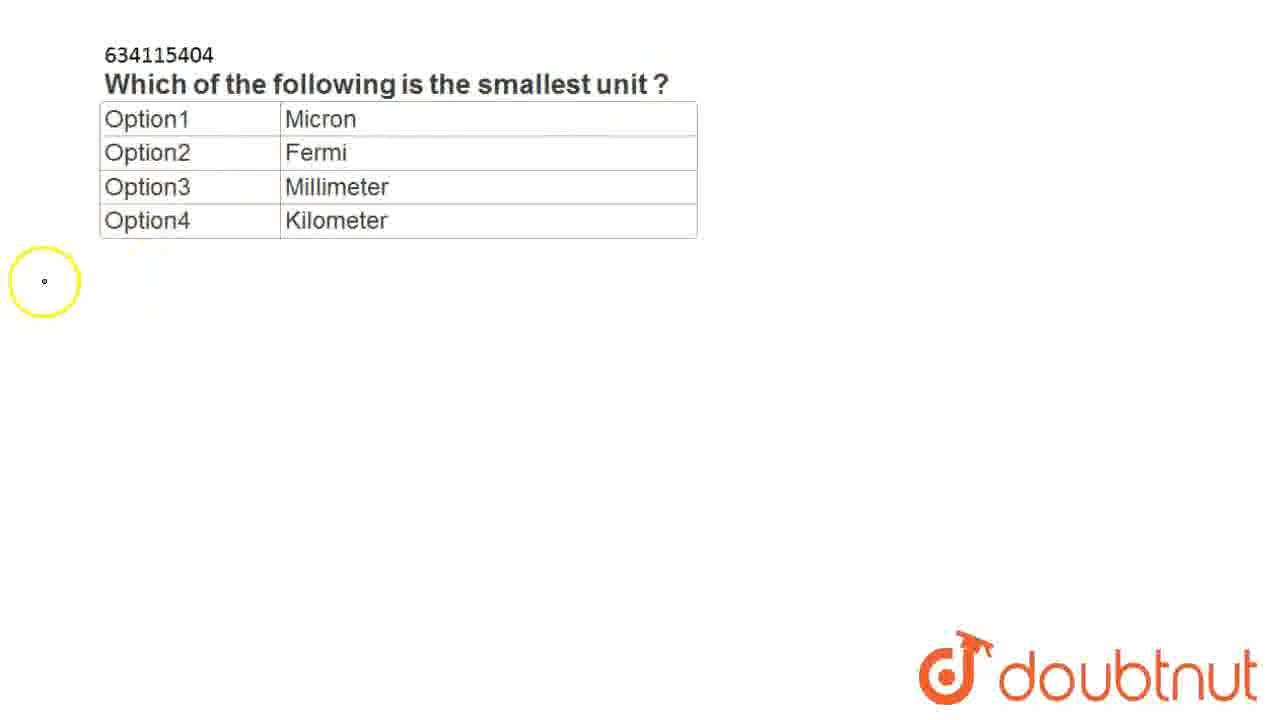 634115404
Which of the following is the smallest unit ?
Option1 Micron
Option2 Fermi
Option3 Millimeter
Option4 Kilometer
doubtnut